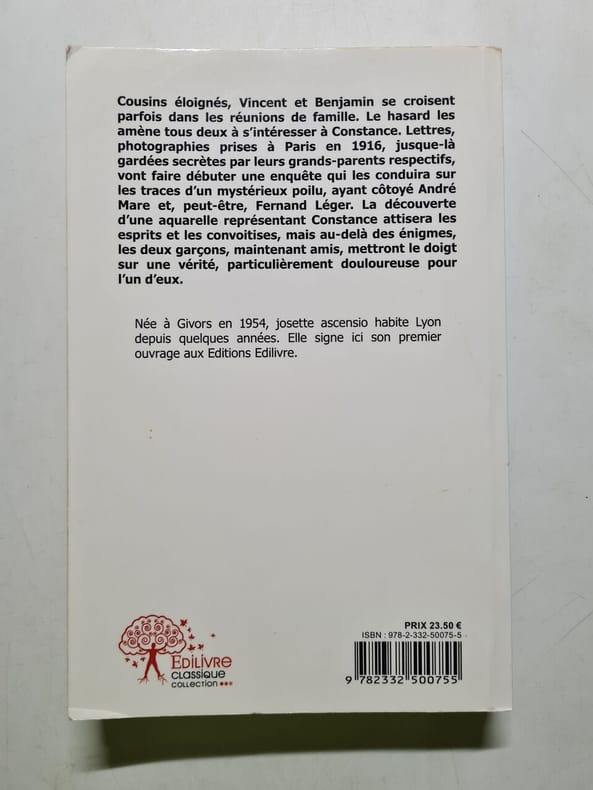 Cousins éloignés, Vincent et Benjamin se croisent
parfois dans les réunions de famille. Le hasard les
amène tous deux à s'intéresser à Constance. Lettres,
photographies prises à Paris en 1916, jusque-là
gardées secrètes par leurs grands-parents respectifs,
vont faire débuter une enquête qui les conduira sur
les traces d'un mystérieux poilu, ayant côtoyé André
Mare et, peut-être, Fernand Léger. La découverte
d'une aquarelle représentant Constance attisera les
esprits et les convoitises, mais au-delà des énigmes,
les deux garçons, maintenant amis, mettront le doigt
sur une vérité, particulièrement douloureuse pour
l'un d'eux.
Née à Givors en 1954, josette ascensio habite Lyon
depuis quelques années. Elle signe ici son premier
ouvrage aux Editions Edilivre.
EDILIVRE
CLASSIQUE
COLLECTION
PRIX 23.50 €
ISBN : 978-2-332-50075-5
9 782332 500755